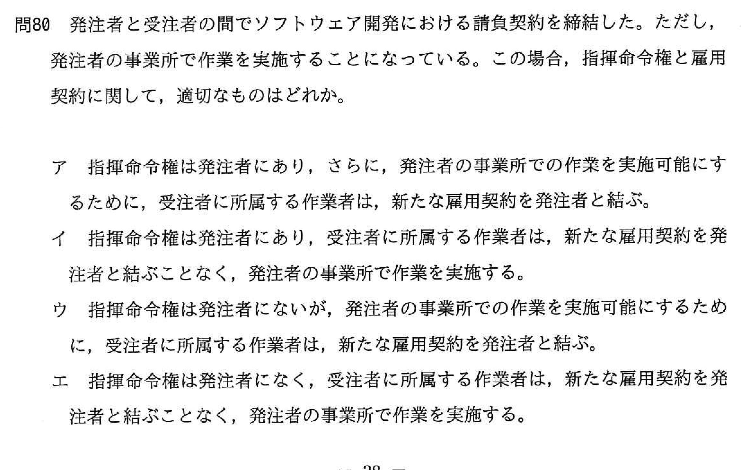 問80 発注者と受注者の間でソフトウェア開発における請負契約を締結した。ただし，
発注者の事業所で作業を実施することになっている。この場合，指揮命令権と雇用
契約に関して，適切なものはどれか。
ア 指揮命令権は発注者にあり，さらに，発注者の事業所での作業を実施可能にす
るために，受注者に所属する作業者は，新たな雇用契約を発注者と結ぶ。
イ 指揮命令権は発注者にあり，受注者に所属する作業者は，新たな雇用契約を発
注者と結ぶことなく，発注者の事業所で作業を実施する。
ウ 指揮命令権は発注者にないが，発注者の事業所での作業を実施可能にするため
に，受注者に所属する作業者は，新たな雇用契約を発注者と結ぶ。
エ 指揮命令権は発注者になく，受注者に所属する作業者は，新たな雇用契約を発
注者と結ぶことなく，発注者の事業所で作業を実施する。